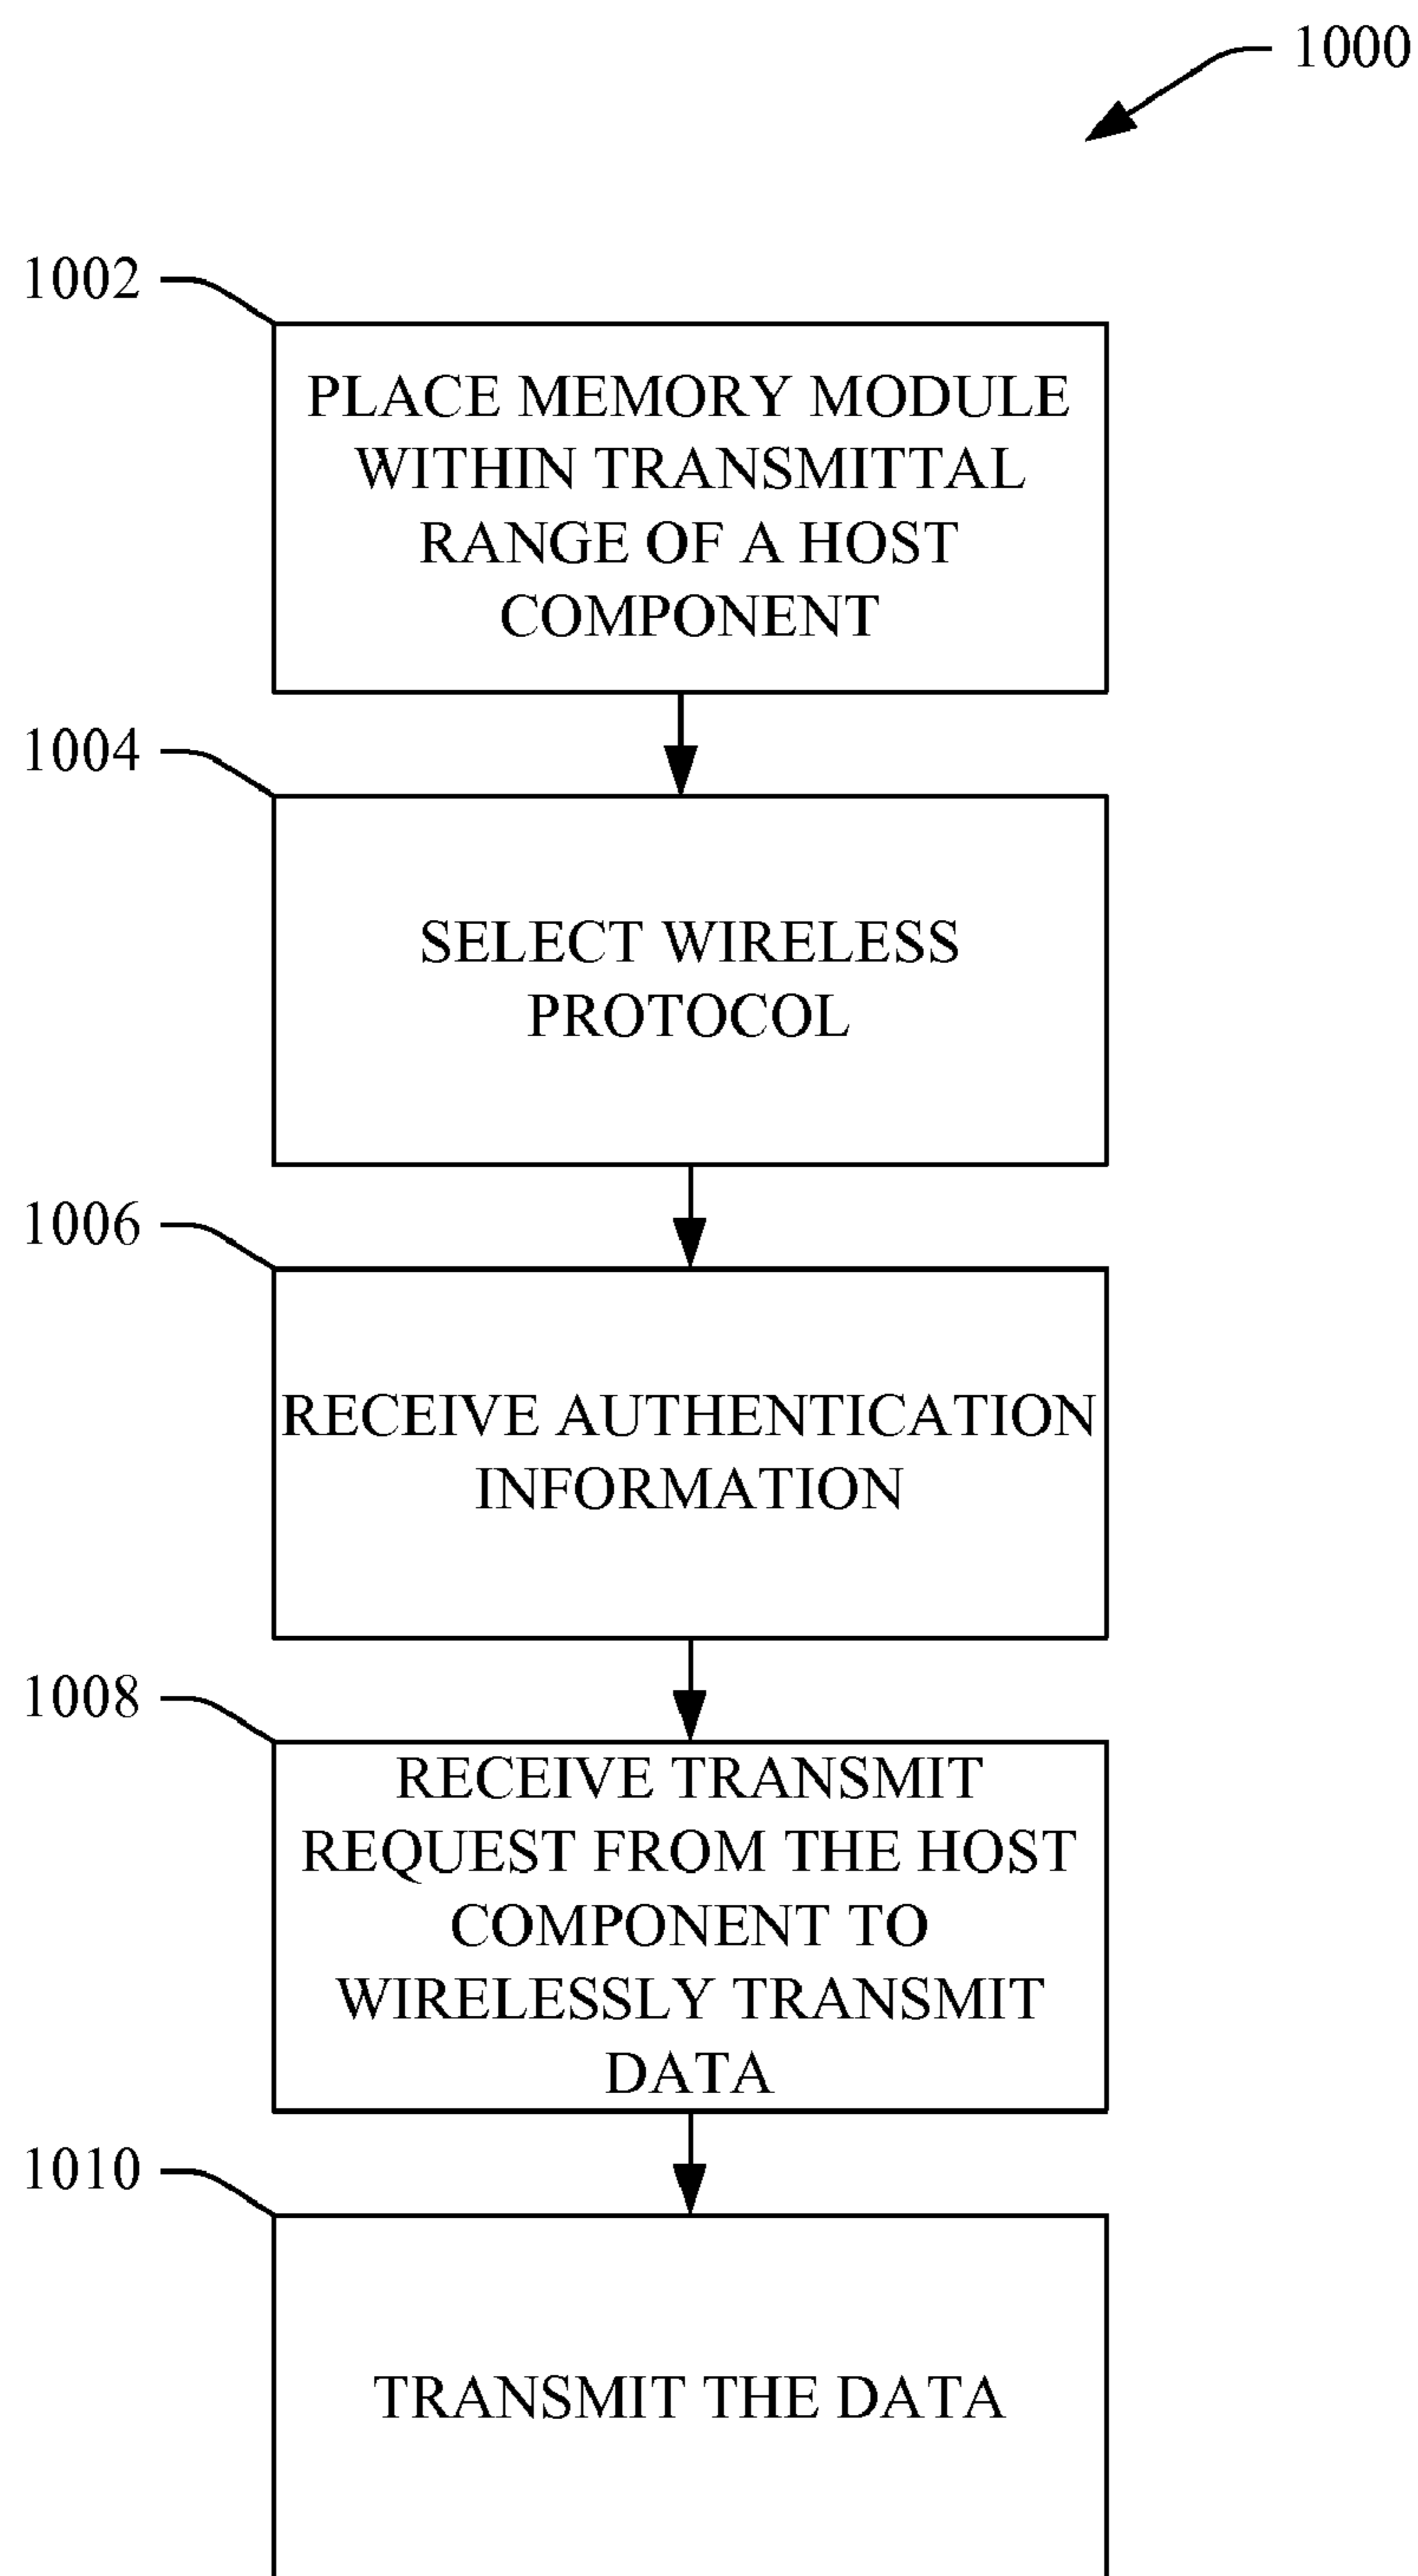 1000
1002
PLACE MEMORY MODULE
WITHIN TRANSMITTAL
RANGE OF A HOST
COMPONENT
1004
SELECT WIRELESS
PROTOCOL
1006
RECEIVE AUTHENTICATION
INFORMATION
1008
RECEIVE TRANSMIT
REQUEST FROM THE HOST
COMPONENT TO
WIRELESSLY TRANSMIT
DATA
1010
TRANSMIT THE DATA